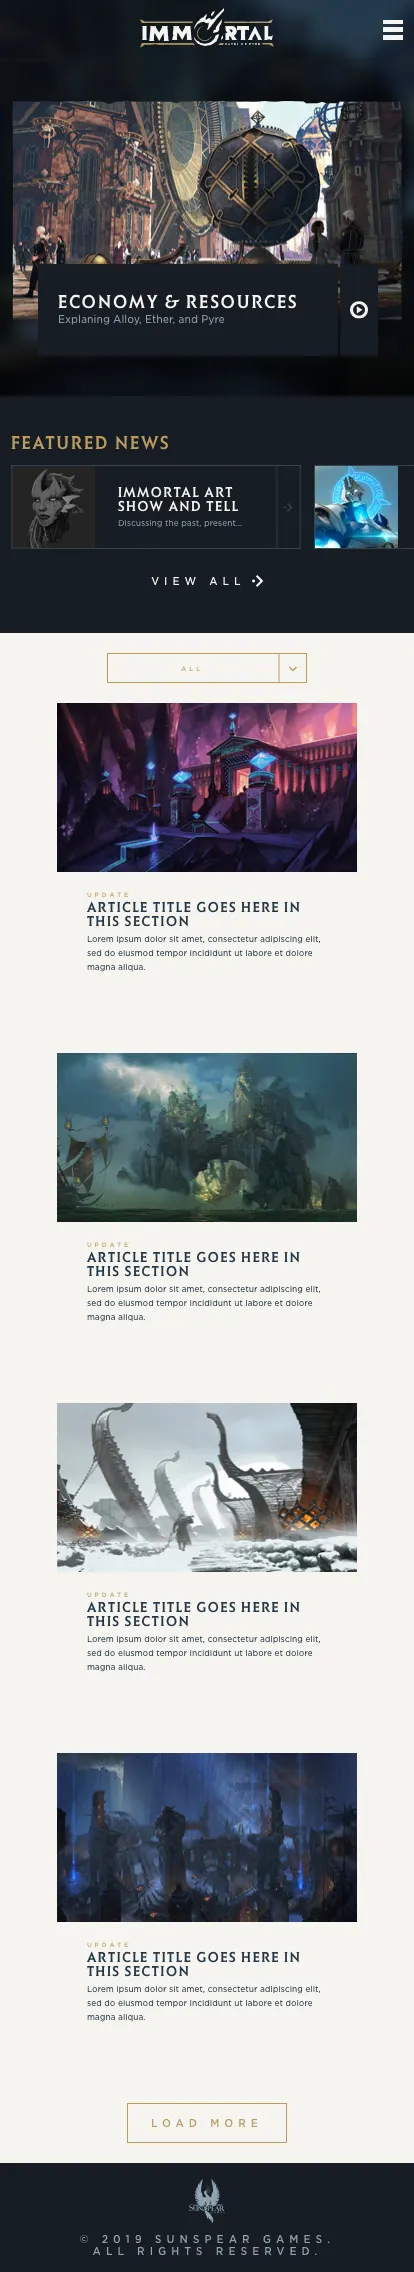 IMMORTAL
GATES OF PYRE
ECONOMY & RESOURCES
Explaning Alloy, Ether, and Pyre
FEATURED NEWS
IMMORTAL ART
SHOW AND TELL
Discussing the past, present...
VIEW ALL
ALL
UPDATE
ARTICLE TITLE GOES HERE IN
THIS SECTION
Lorem ipsum dolor sit amet, consectetur adipiscing elit,
sed do eiusmod tempor incididunt ut labore et dolore
magna aliqua.
UPDATE
ARTICLE TITLE GOES HERE IN
THIS SECTION
Lorem ipsum dolor sit amet, consectetur adipiscing elit,
sed do eiusmod tempor incididunt ut labore et dolore
magna aliqua.
UPDATE
ARTICLE TITLE GOES HERE IN
THIS SECTION
Lorem ipsum dolor sit amet, consectetur adipiscing elit,
sed do eiusmod tempor incididunt ut labore et dolore
magna aliqua.
UPDATE
ARTICLE TITLE GOES HERE IN
THIS SECTION
Lorem ipsum dolor sit amet, consectetur adipiscing elit,
sed do eiusmod tempor incididunt ut labore et dolore
magna aliqua.
LOAD MORE
SUNSPEAR
© 2019 SUNSPEAR GAMES.
ALL RIGHTS RESERVED.